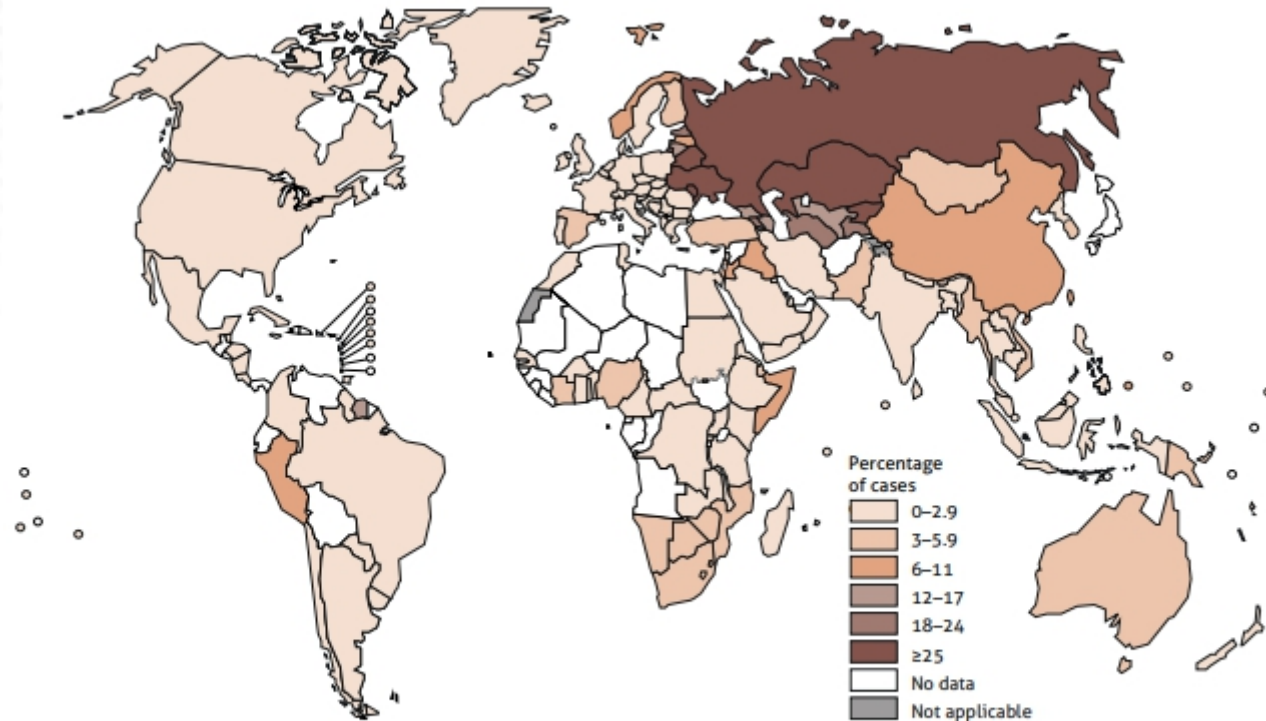 Percentage
of cases
0–2.9
3–5.9
6–11
12–17
18–24
≥25
No data
Not applicable